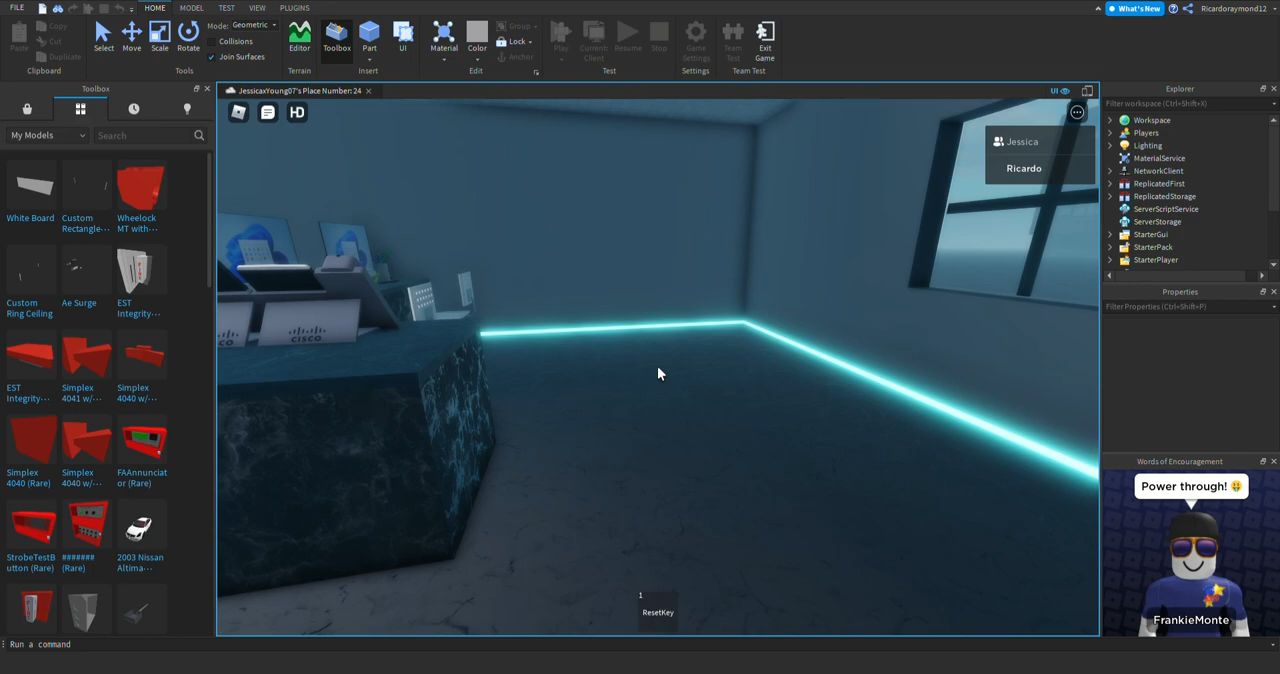 FILE HOME MODEL TEST VIEW PLUGINS What's New Ricardoraymond12
Paste Copy Cut Duplicate Select Move Scale Rotate Mode: Geometric Collisions Join Surfaces Editor Toolbox Part UI Material Color Group Lock Anchor Play Current: Client Resume Stop Game Settings Team Test Exit Game
Clipboard Tools Terrain Insert Edit Test Settings Team Test
Toolbox
My Models Search
White Board
Custom Rectangle-···
Wheelock MT with-···
Custom Ring Ceiling
Ae Surge
EST Integrity-···
EST Integrity-···
Simplex 4041 w/-···
Simplex 4040 w/-···
Simplex 4040 (Rare)
Simplex 4040 w/-···
FAAnnunciator (Rare)
StrobeTestButton (Rare)
####### (Rare)
2003 Nissan Altima-···
JessicaxYoung07's Place Number: 24
UI
HD
Jessica
Ricardo
CISCO
1
ResetKey
Explorer
Filter workspace (Ctrl+Shift+X)
Workspace
Players
Lighting
MaterialService
NetworkClient
ReplicatedFirst
ReplicatedStorage
ServerScriptService
ServerStorage
StarterGui
StarterPack
StarterPlayer
Properties
Filter Properties (Ctrl+Shift+P)
Words of Encouragement
Power through! 😃
FrankieMonte
Run a command